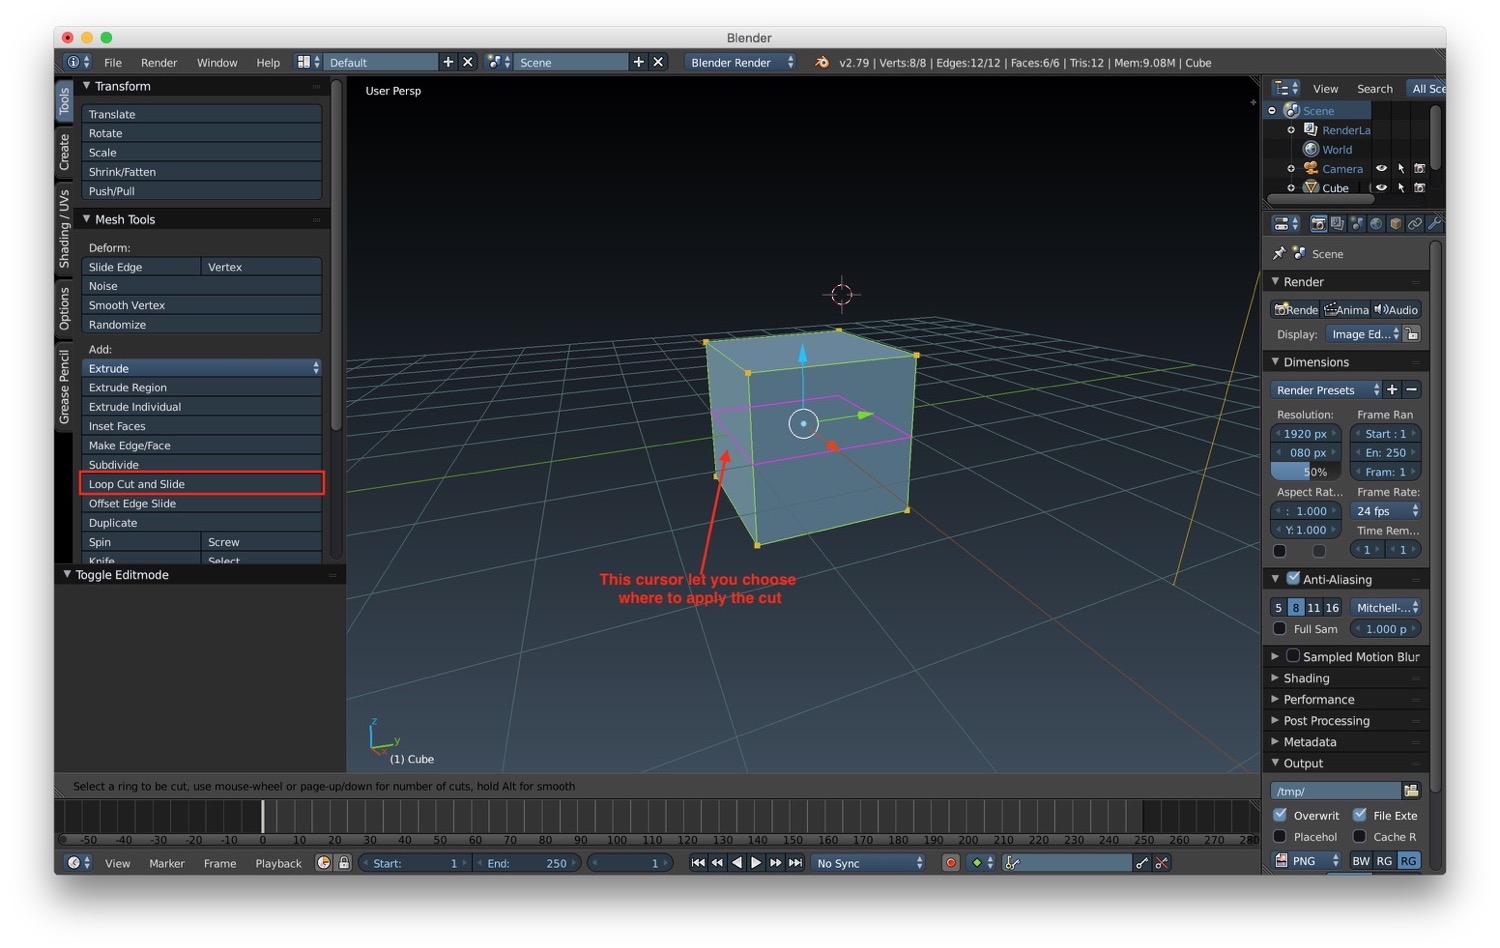 Blender
File Render Window Help Default Scene Blender Render v2.79 | Verts:8/8 | Edges:12/12 | Faces:6/6 | Tris:12 | Mem:9.08M | Cube
Tools
Create
Shading / UVs
Options
Grease Pencil
Transform
Translate
Rotate
Scale
Shrink/Fatten
Push/Pull
Mesh Tools
Deform:
Slide Edge Vertex
Noise
Smooth Vertex
Randomize
Add:
Extrude
Extrude Region
Extrude Individual
Inset Faces
Make Edge/Face
Subdivide
Loop Cut and Slide
Offset Edge Slide
Duplicate
Spin Screw
Knife Select
Toggle Editmode
User Persp
This cursor let you choose
where to apply the cut
z
y
x
(1) Cube
View Search All Sce
Scene
RenderLa
World
Camera
Cube
Scene
Render
Rende Anima Audio
Display: Image Ed...
Dimensions
Render Presets
Resolution: Frame Ran
1920 px Start : 1
080 px En: 250
50% Fram: 1
Aspect Rat... Frame Rate:
: 1.000 24 fps
Y: 1.000 Time Rem...
1 1
Anti-Aliasing
5 8 11 16 Mitchell-...
Full Sam 1.000 p
Sampled Motion Blur
Shading
Performance
Post Processing
Metadata
Output
/tmp/
Overwrit File Exte
Placehol Cache R
PNG BW RG RG
Select a ring to be cut, use mouse-wheel or page-up/down for number of cuts, hold Alt for smooth
-50 -40 -30 -20 -10 0 10 20 30 40 50 60 70 80 90 100 110 120 130 140 150 160 170 180 190 200 210 220 230 240 250 260 270 280
View Marker Frame Playback Start: 1 End: 250 1 No Sync